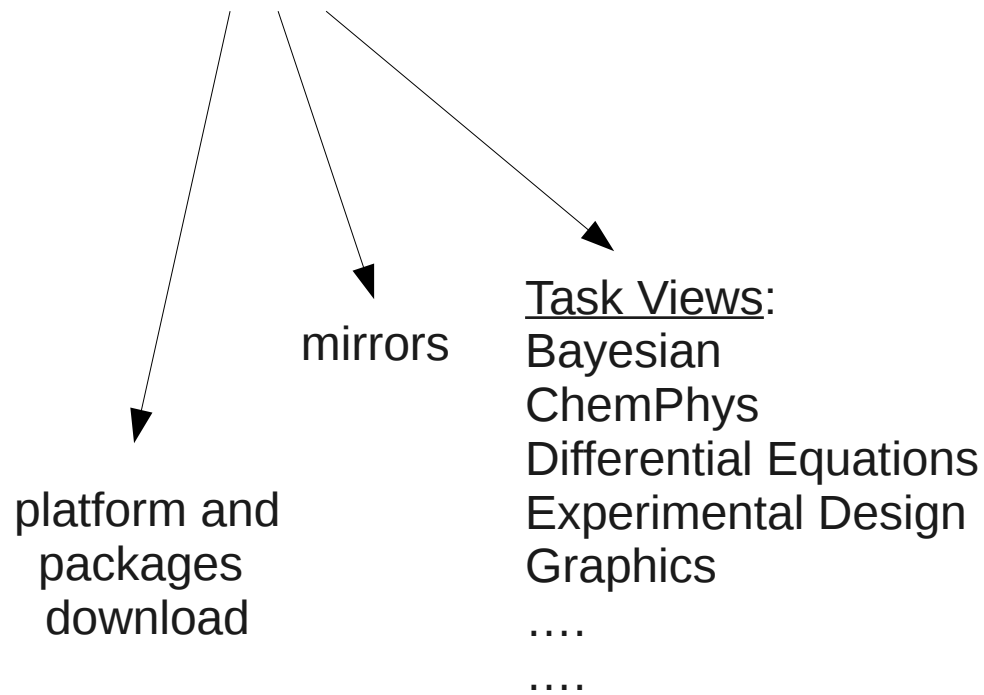 mirrors
platform and
packages
download
Task Views:
Bayesian
ChemPhys
Differential Equations
Experimental Design
Graphics
....
....